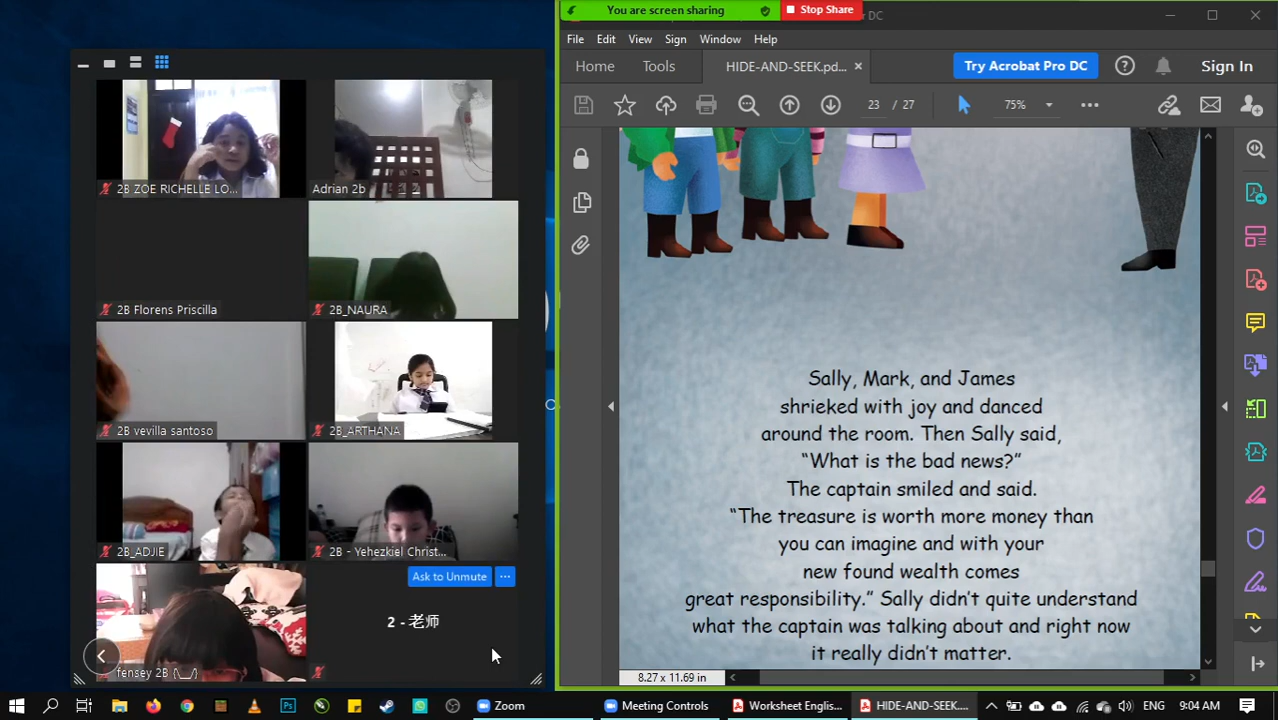 You are screen sharing
Stop Share
DC
File Edit View Sign Window Help
Home Tools HIDE-AND-SEEK.pd... Try Acrobat Pro DC Sign In
23 / 27 75%
2B ZOE RICHELLE LO...
Adrian 2b
2B Florens Priscilla
2B_NAURA
2B vevilla santoso
2B_ARTHANA
2B_ADJIE
2B - Yehezkiel Christ...
Ask to Unmute
2 - 老师
fensey 2B (\__/)
Sally, Mark, and James
shrieked with joy and danced
around the room. Then Sally said,
“What is the bad news?”
The captain smiled and said.
“The treasure is worth more money than
you can imagine and with your
new found wealth comes
great responsibility.” Sally didn’t quite understand
what the captain was talking about and right now
it really didn’t matter.
8.27 x 11.69 in
Zoom Meeting Controls Worksheet Englis... HIDE-AND-SEEK.... ENG 9:04 AM